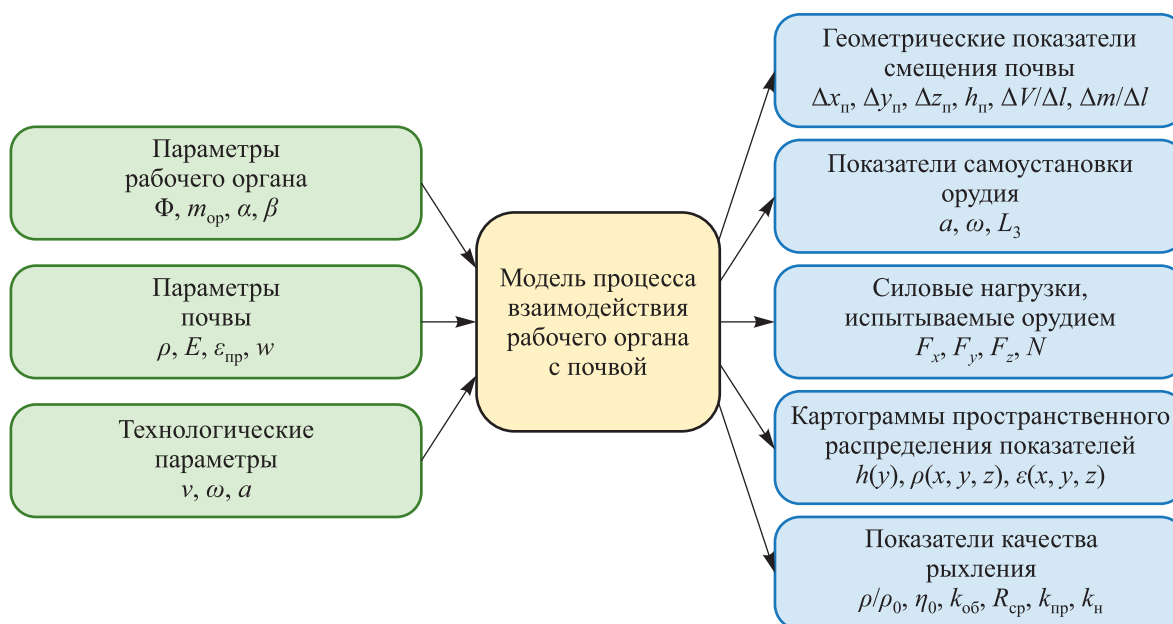 Параметры
рабочего органа
Φ, m_ор, α, β
Параметры
почвы
ρ, E, ε_пр, w
Технологические
параметры
v, ω, a
Модель процесса
взаимодействия
рабочего органа
с почвой
Геометрические показатели
смещения почвы
Δx_п, Δy_п, Δz_п, h_п, ΔV/Δl, Δm/Δl
Показатели самоустановки
орудия
a, ω, L_3
Силовые нагрузки,
испытываемые орудием
F_x, F_y, F_z, N
Картограммы пространственного
распределения показателей
h(y), ρ(x, y, z), ε(x, y, z)
Показатели качества
рыхления
ρ/ρ_0, η_0, k_об, R_ср, k_пр, k_н